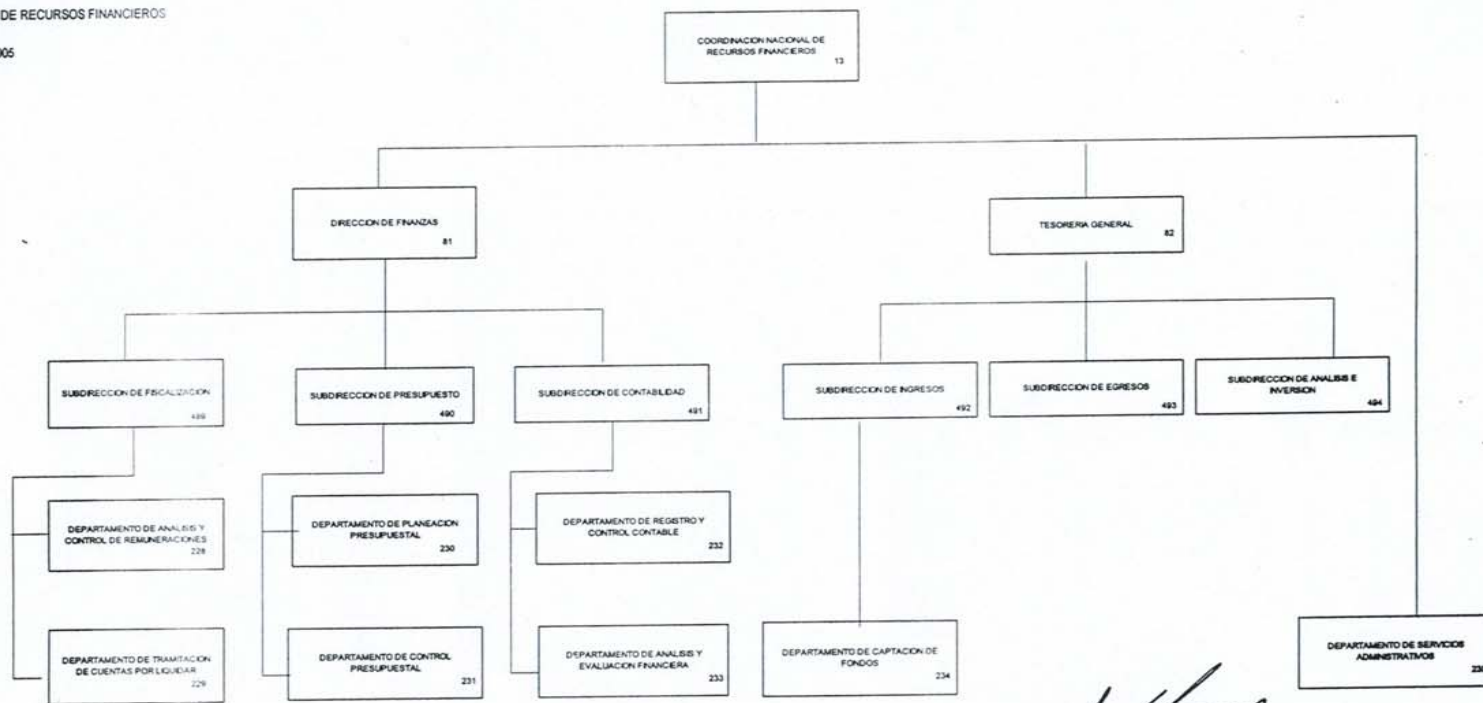 DE RECURSOS FINANCIEROS
COORDINACION NACIONAL DE
RECURSOS FINANCIEROS
13
DIRECCION DE FINANZAS
81
TESORERIA GENERAL
82
SUBDIRECCION DE FISCALIZACION
489
SUBDIRECCION DE PRESUPUESTO
490
SUBDIRECCION DE CONTABILIDAD
491
SUBDIRECCION DE INGRESOS
492
SUBDIRECCION DE EGRESOS
493
SUBDIRECCION DE ANALISIS E
INVERSION
494
DEPARTAMENTO DE ANALISIS Y
CONTROL DE REMUNERACIONES
228
DEPARTAMENTO DE PLANEACION
PRESUPUESTAL
230
DEPARTAMENTO DE REGISTRO Y
CONTROL CONTABLE
232
DEPARTAMENTO DE TRAMITACION
DE CUENTAS POR LIQUIDAR
229
DEPARTAMENTO DE CONTROL
PRESUPUESTAL
231
DEPARTAMENTO DE ANALISIS Y
EVALUACION FINANCIERA
233
DEPARTAMENTO DE CAPTACION DE
FONDOS
234
DEPARTAMENTO DE SERVICIOS
ADMINISTRATIVOS